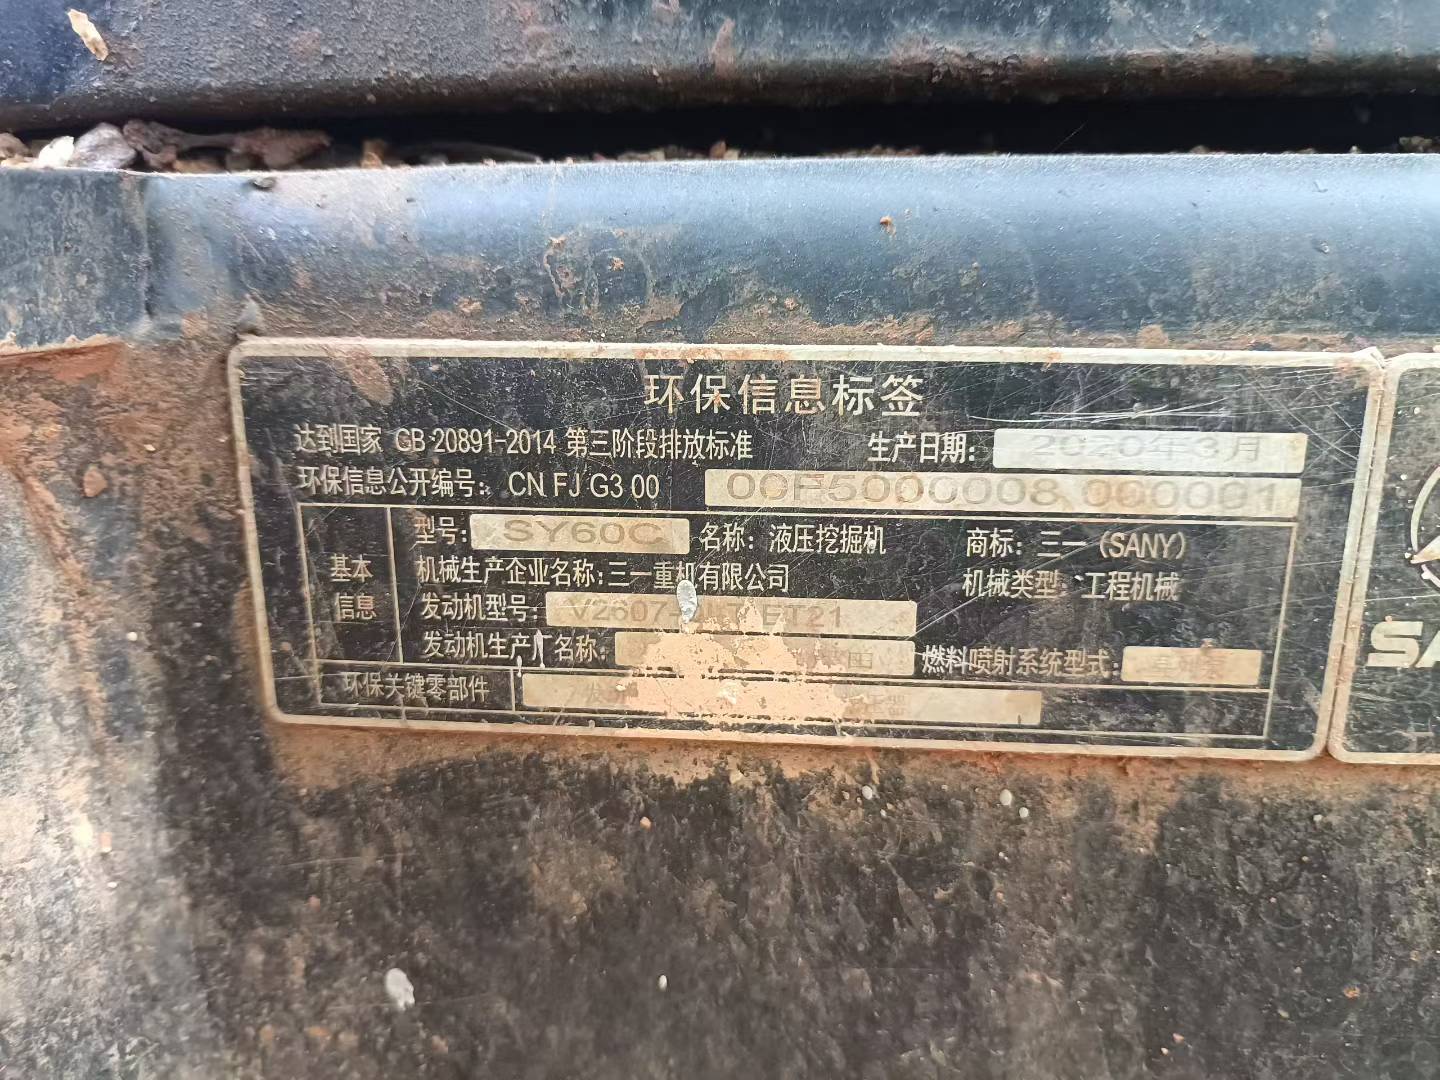 环保信息标签
达到国家 GB 20891-2014 第三阶段排放标准 生产日期: 2020年3月
环保信息公开编号: CN FJ G3 00 00F5000008 000001
型号: SY60C 名称: 液压挖掘机 商标: 三一 (SANY)
基本信息
机械生产企业名称: 三一重机有限公司 机械类型: 工程机械
发动机型号: V2607 ET21
发动机生产厂名称: 田 燃料喷射系统型式:
环保关键零部件
SA